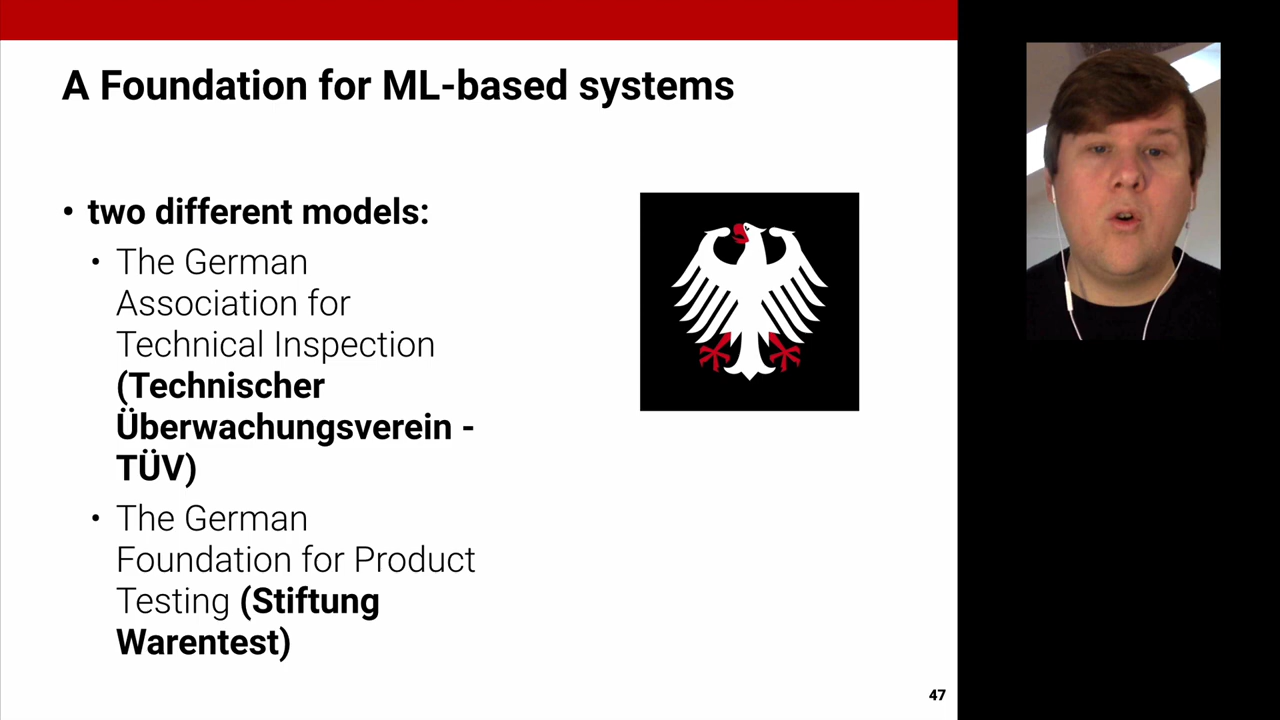 A Foundation for ML-based systems
• two different models:
• The German
Association for
Technical Inspection
(Technischer
Überwachungsverein -
TÜV)
• The German
Foundation for Product
Testing (Stiftung
Warentest)
47